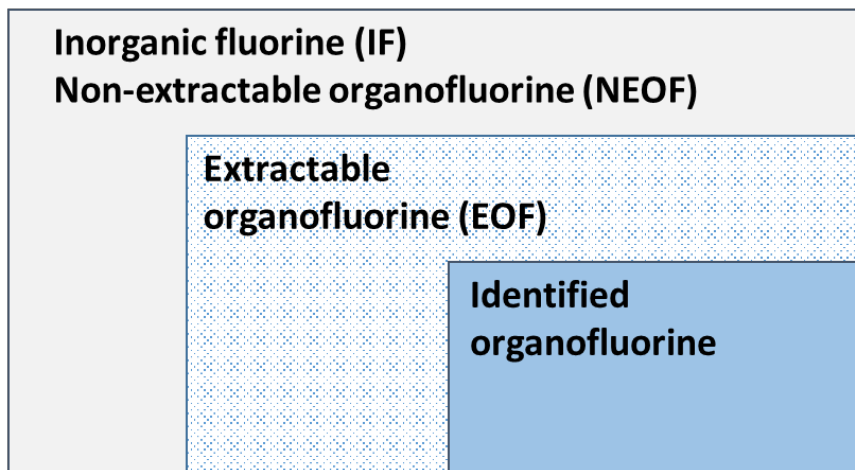 Inorganic fluorine (IF)
Non-extractable organofluorine (NEOF)
Extractable
organofluorine (EOF)
Identified
organofluorine